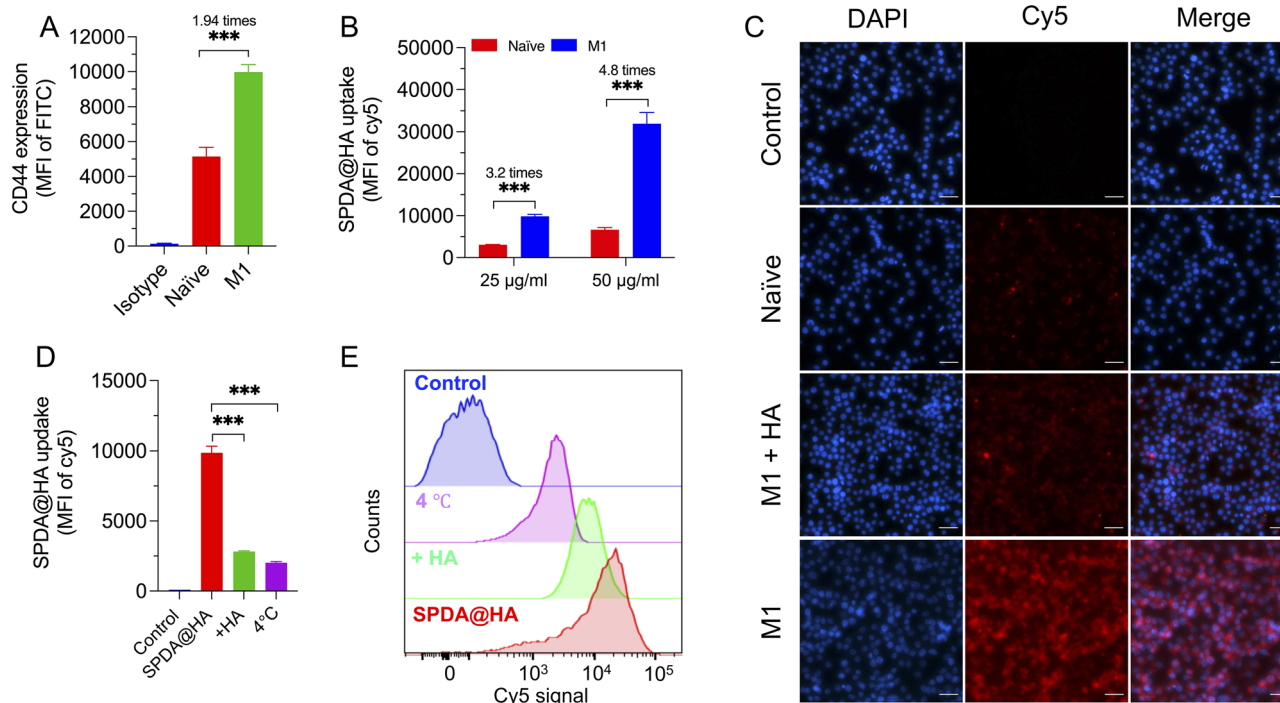 A
1.94 times
***
CD44 expression
(MFI of FITC)
12000
10000
8000
6000
4000
2000
0
Isotype
Naïve
M1
B
Naïve
M1
SPDA@HA uptake
(MFI of cy5)
50000
40000
30000
20000
10000
0
3.2 times
***
4.8 times
***
25 µg/ml
50 µg/ml
C
DAPI
Cy5
Merge
Control
Naïve
M1 + HA
M1
D
SPDA@HA updake
(MFI of cy5)
15000
10000
5000
0
***
***
Control
SPDA@HA
+HA
4°C
E
Counts
Control
4 °C
+ HA
SPDA@HA
0
10³
10⁴
10⁵
Cy5 signal